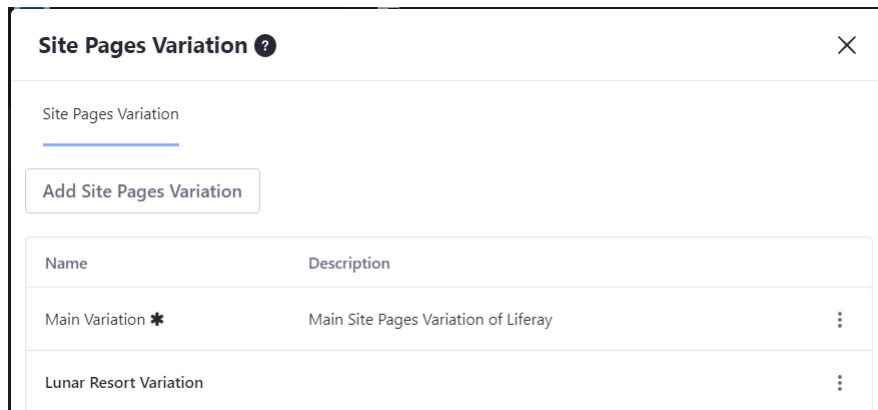 Site Pages Variation ?
Site Pages Variation
Add Site Pages Variation
Name Description
Main Variation ✱ Main Site Pages Variation of Liferay
Lunar Resort Variation